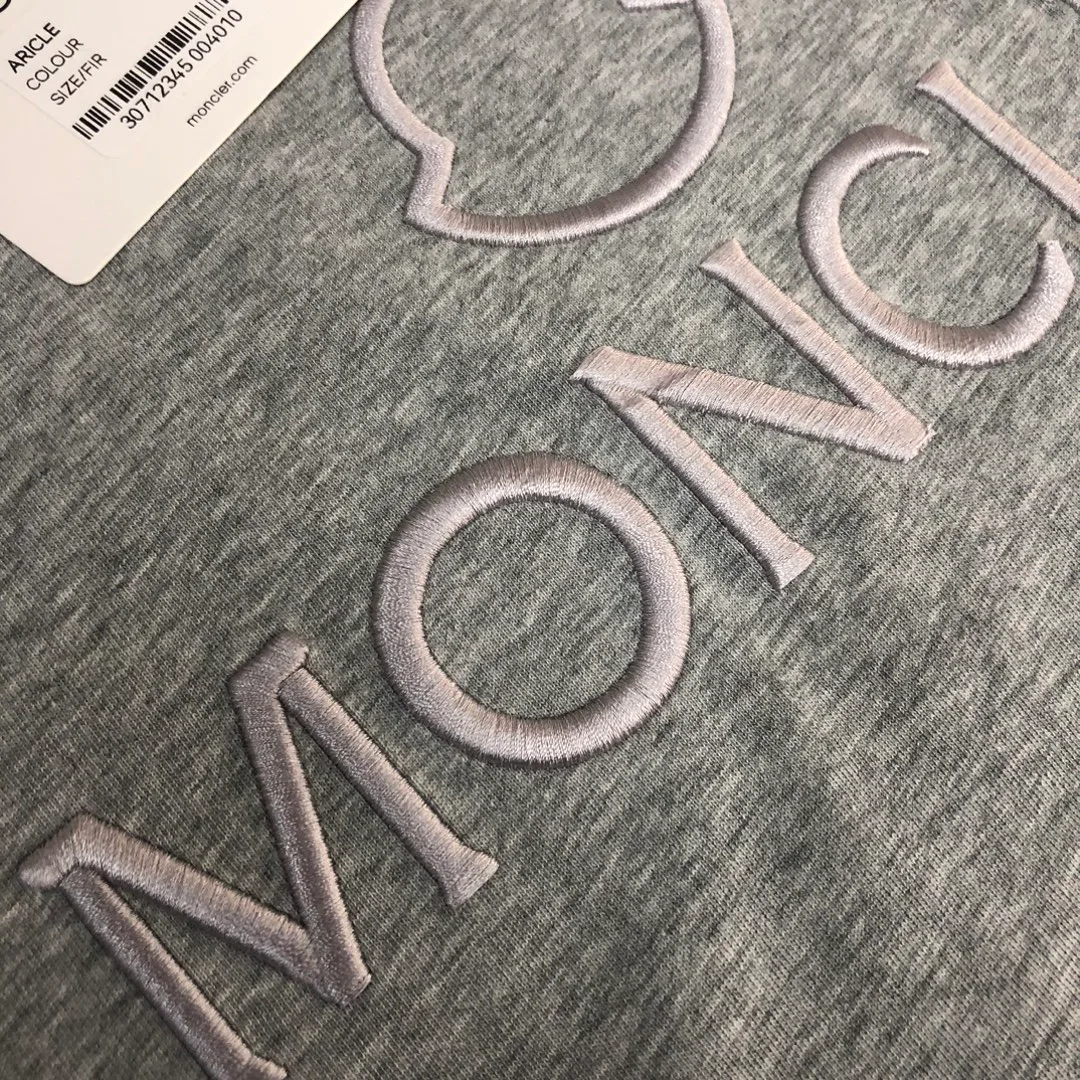 ARICLE
COLOUR
SIZE/FIR
30712345 004010
moncler.com
MONCL